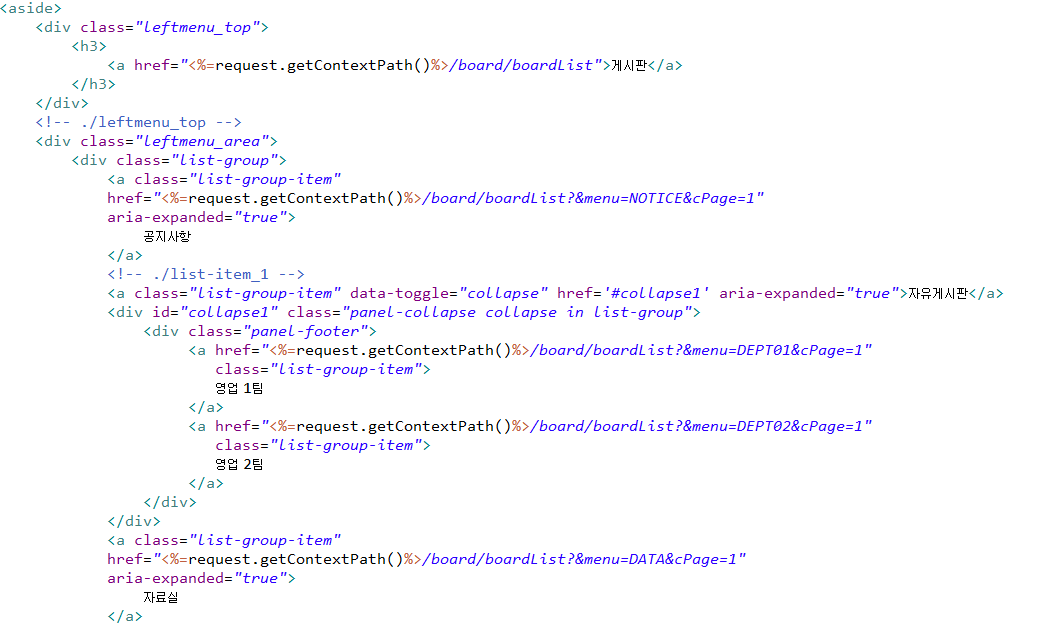 <aside>
    <div class="leftmenu_top">
        <h3>
            <a href="<%=request.getContextPath()%>/board/boardList">게시판</a>
        </h3>
    </div>
    <!-- ./leftmenu_top -->
    <div class="leftmenu_area">
        <div class="list-group">
            <a class="list-group-item"
            href="<%=request.getContextPath()%>/board/boardList?&menu=NOTICE&cPage=1"
            aria-expanded="true">
                공지사항
            </a>
            <!-- ./list-item_1 -->
            <a class="list-group-item" data-toggle="collapse" href='#collapse1' aria-expanded="true">자유게시판</a>
            <div id="collapse1" class="panel-collapse collapse in list-group">
                <div class="panel-footer">
                    <a href="<%=request.getContextPath()%>/board/boardList?&menu=DEPT01&cPage=1"
                       class="list-group-item">
                       영업 1팀
                    </a>
                    <a href="<%=request.getContextPath()%>/board/boardList?&menu=DEPT02&cPage=1"
                       class="list-group-item">
                       영업 2팀
                    </a>
                </div>
            </div>
            <a class="list-group-item"
            href="<%=request.getContextPath()%>/board/boardList?&menu=DATA&cPage=1"
            aria-expanded="true">
                자료실
            </a>